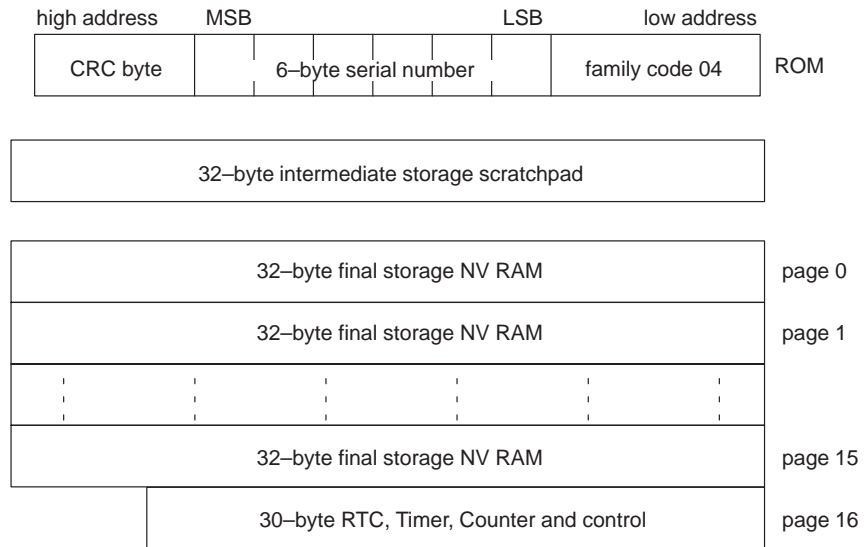 high address MSB LSB low address
CRC byte 6–byte serial number family code 04 ROM
32–byte intermediate storage scratchpad
32–byte final storage NV RAM page 0
32–byte final storage NV RAM page 1
32–byte final storage NV RAM page 15
30–byte RTC, Timer, Counter and control page 16